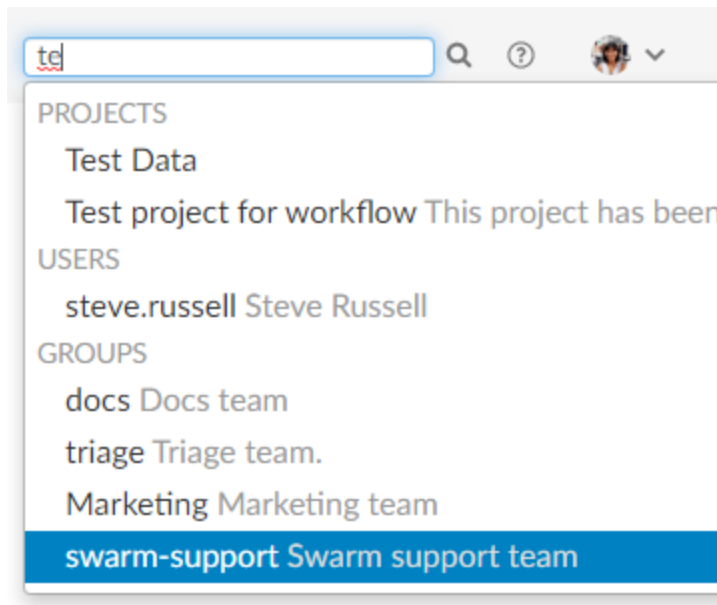 te
PROJECTS
Test Data
Test project for workflow This project has been
USERS
steve.russell Steve Russell
GROUPS
docs Docs team
triage Triage team.
Marketing Marketing team
swarm-support Swarm support team